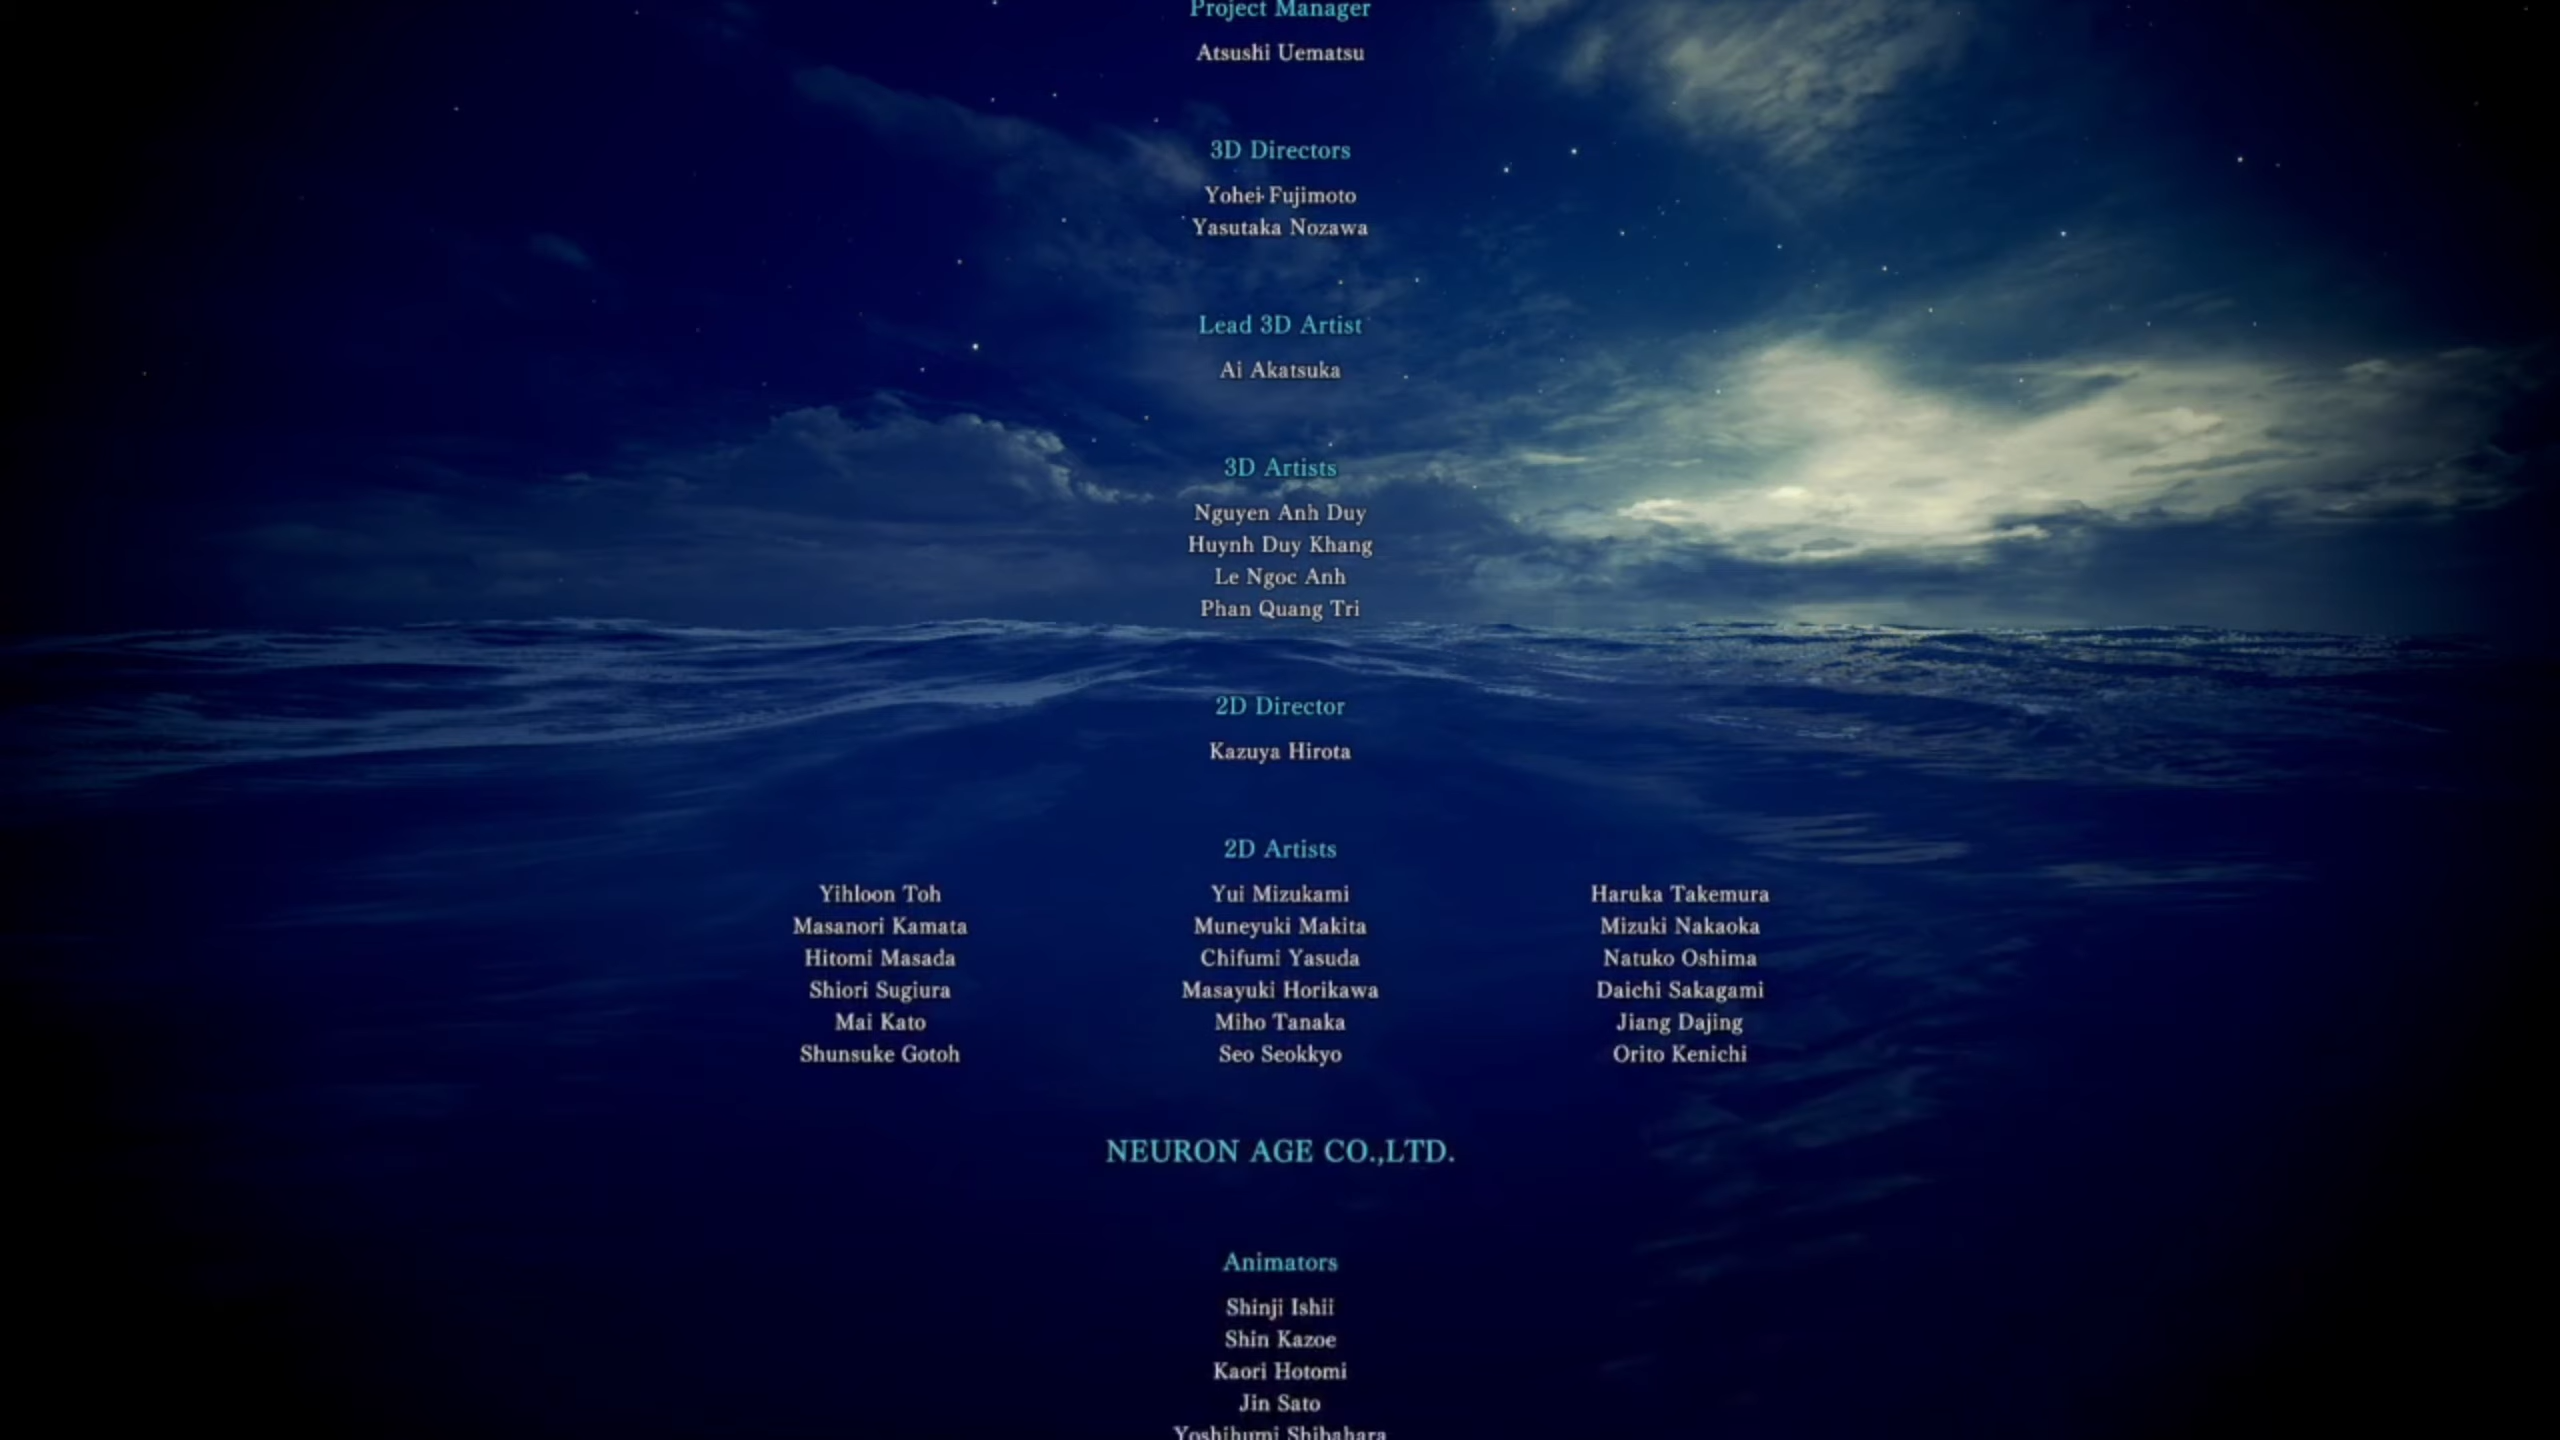 Project Manager
Atsushi Uematsu
3D Directors
Yohei Fujimoto
Yasutaka Nozawa
Lead 3D Artist
Ai Akatsuka
3D Artists
Nguyen Anh Duy
Huynh Duy Khang
Le Ngoc Anh
Phan Quang Tri
2D Director
Kazuya Hirota
2D Artists
Yihloon Toh Yui Mizukami Haruka Takemura
Masanori Kamata Muneyuki Makita Mizuki Nakaoka
Hitomi Masada Chifumi Yasuda Natuko Oshima
Shiori Sugiura Masayuki Horikawa Daichi Sakagami
Mai Kato Miho Tanaka Jiang Dajing
Shunsuke Gotoh Seo Seokkyo Orito Kenichi
NEURON AGE CO.,LTD.
Animators
Shinji Ishii
Shin Kazoe
Kaori Hotomi
Jin Sato
Yoshihumi Shibahara